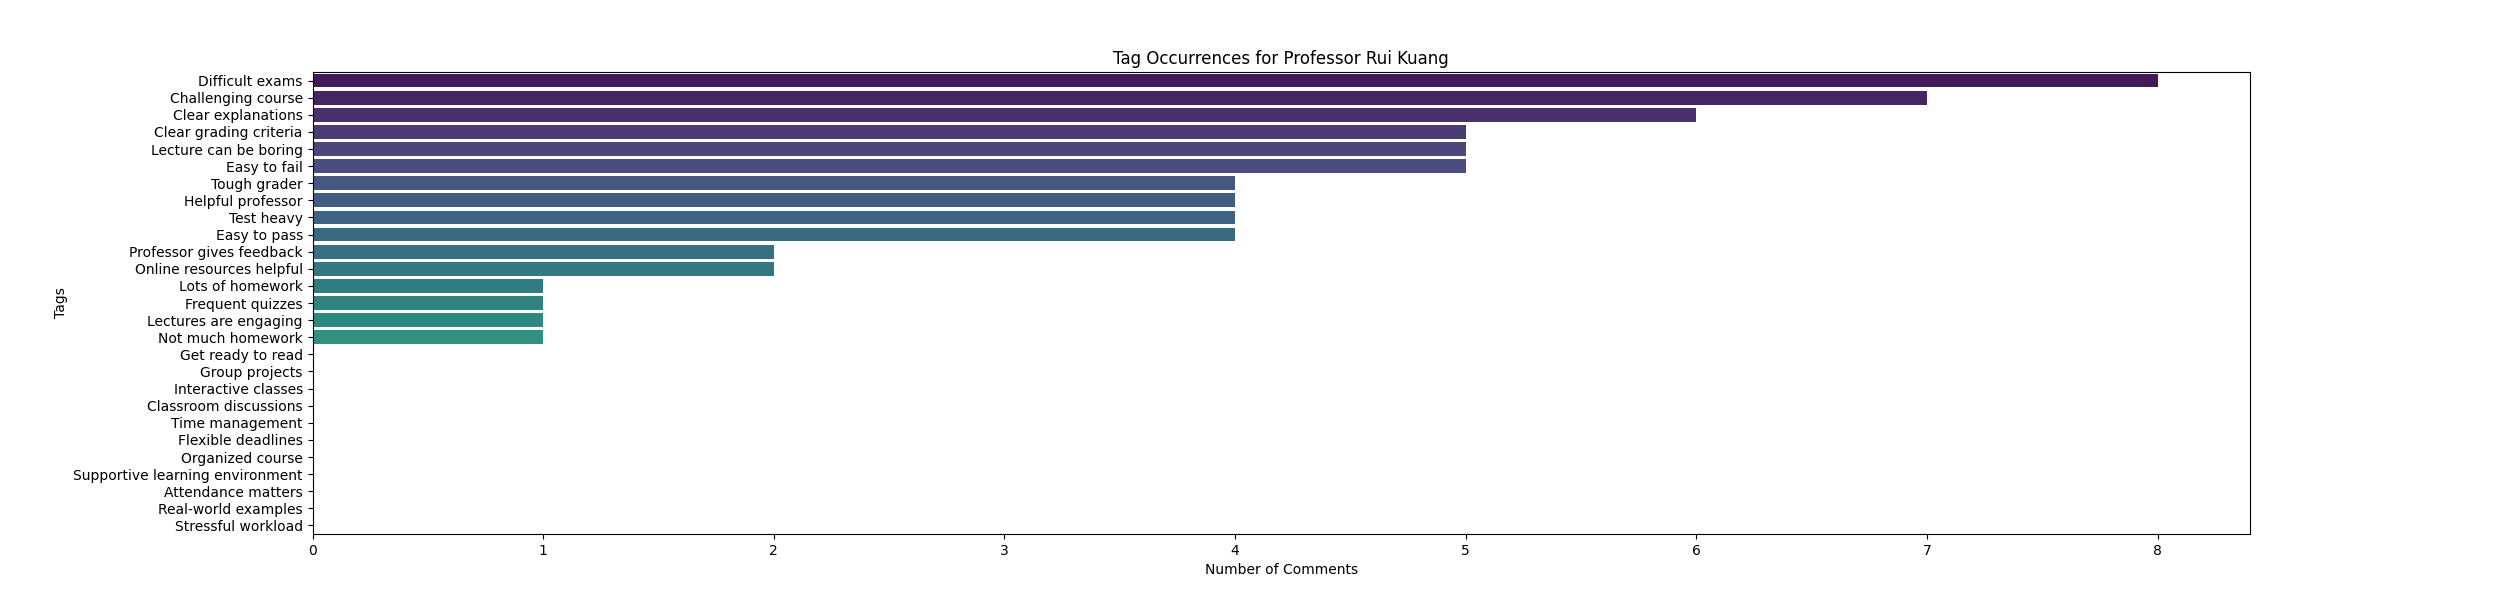 Tag Occurrences for Professor Rui Kuang
Difficult exams
Challenging course
Clear explanations
Clear grading criteria
Lecture can be boring
Easy to fail
Tough grader
Helpful professor
Test heavy
Easy to pass
Professor gives feedback
Online resources helpful
Lots of homework
Frequent quizzes
Lectures are engaging
Not much homework
Get ready to read
Group projects
Interactive classes
Classroom discussions
Time management
Flexible deadlines
Organized course
Supportive learning environment
Attendance matters
Real-world examples
Stressful workload
Tags
0 1 2 3 4 5 6 7 8
Number of Comments